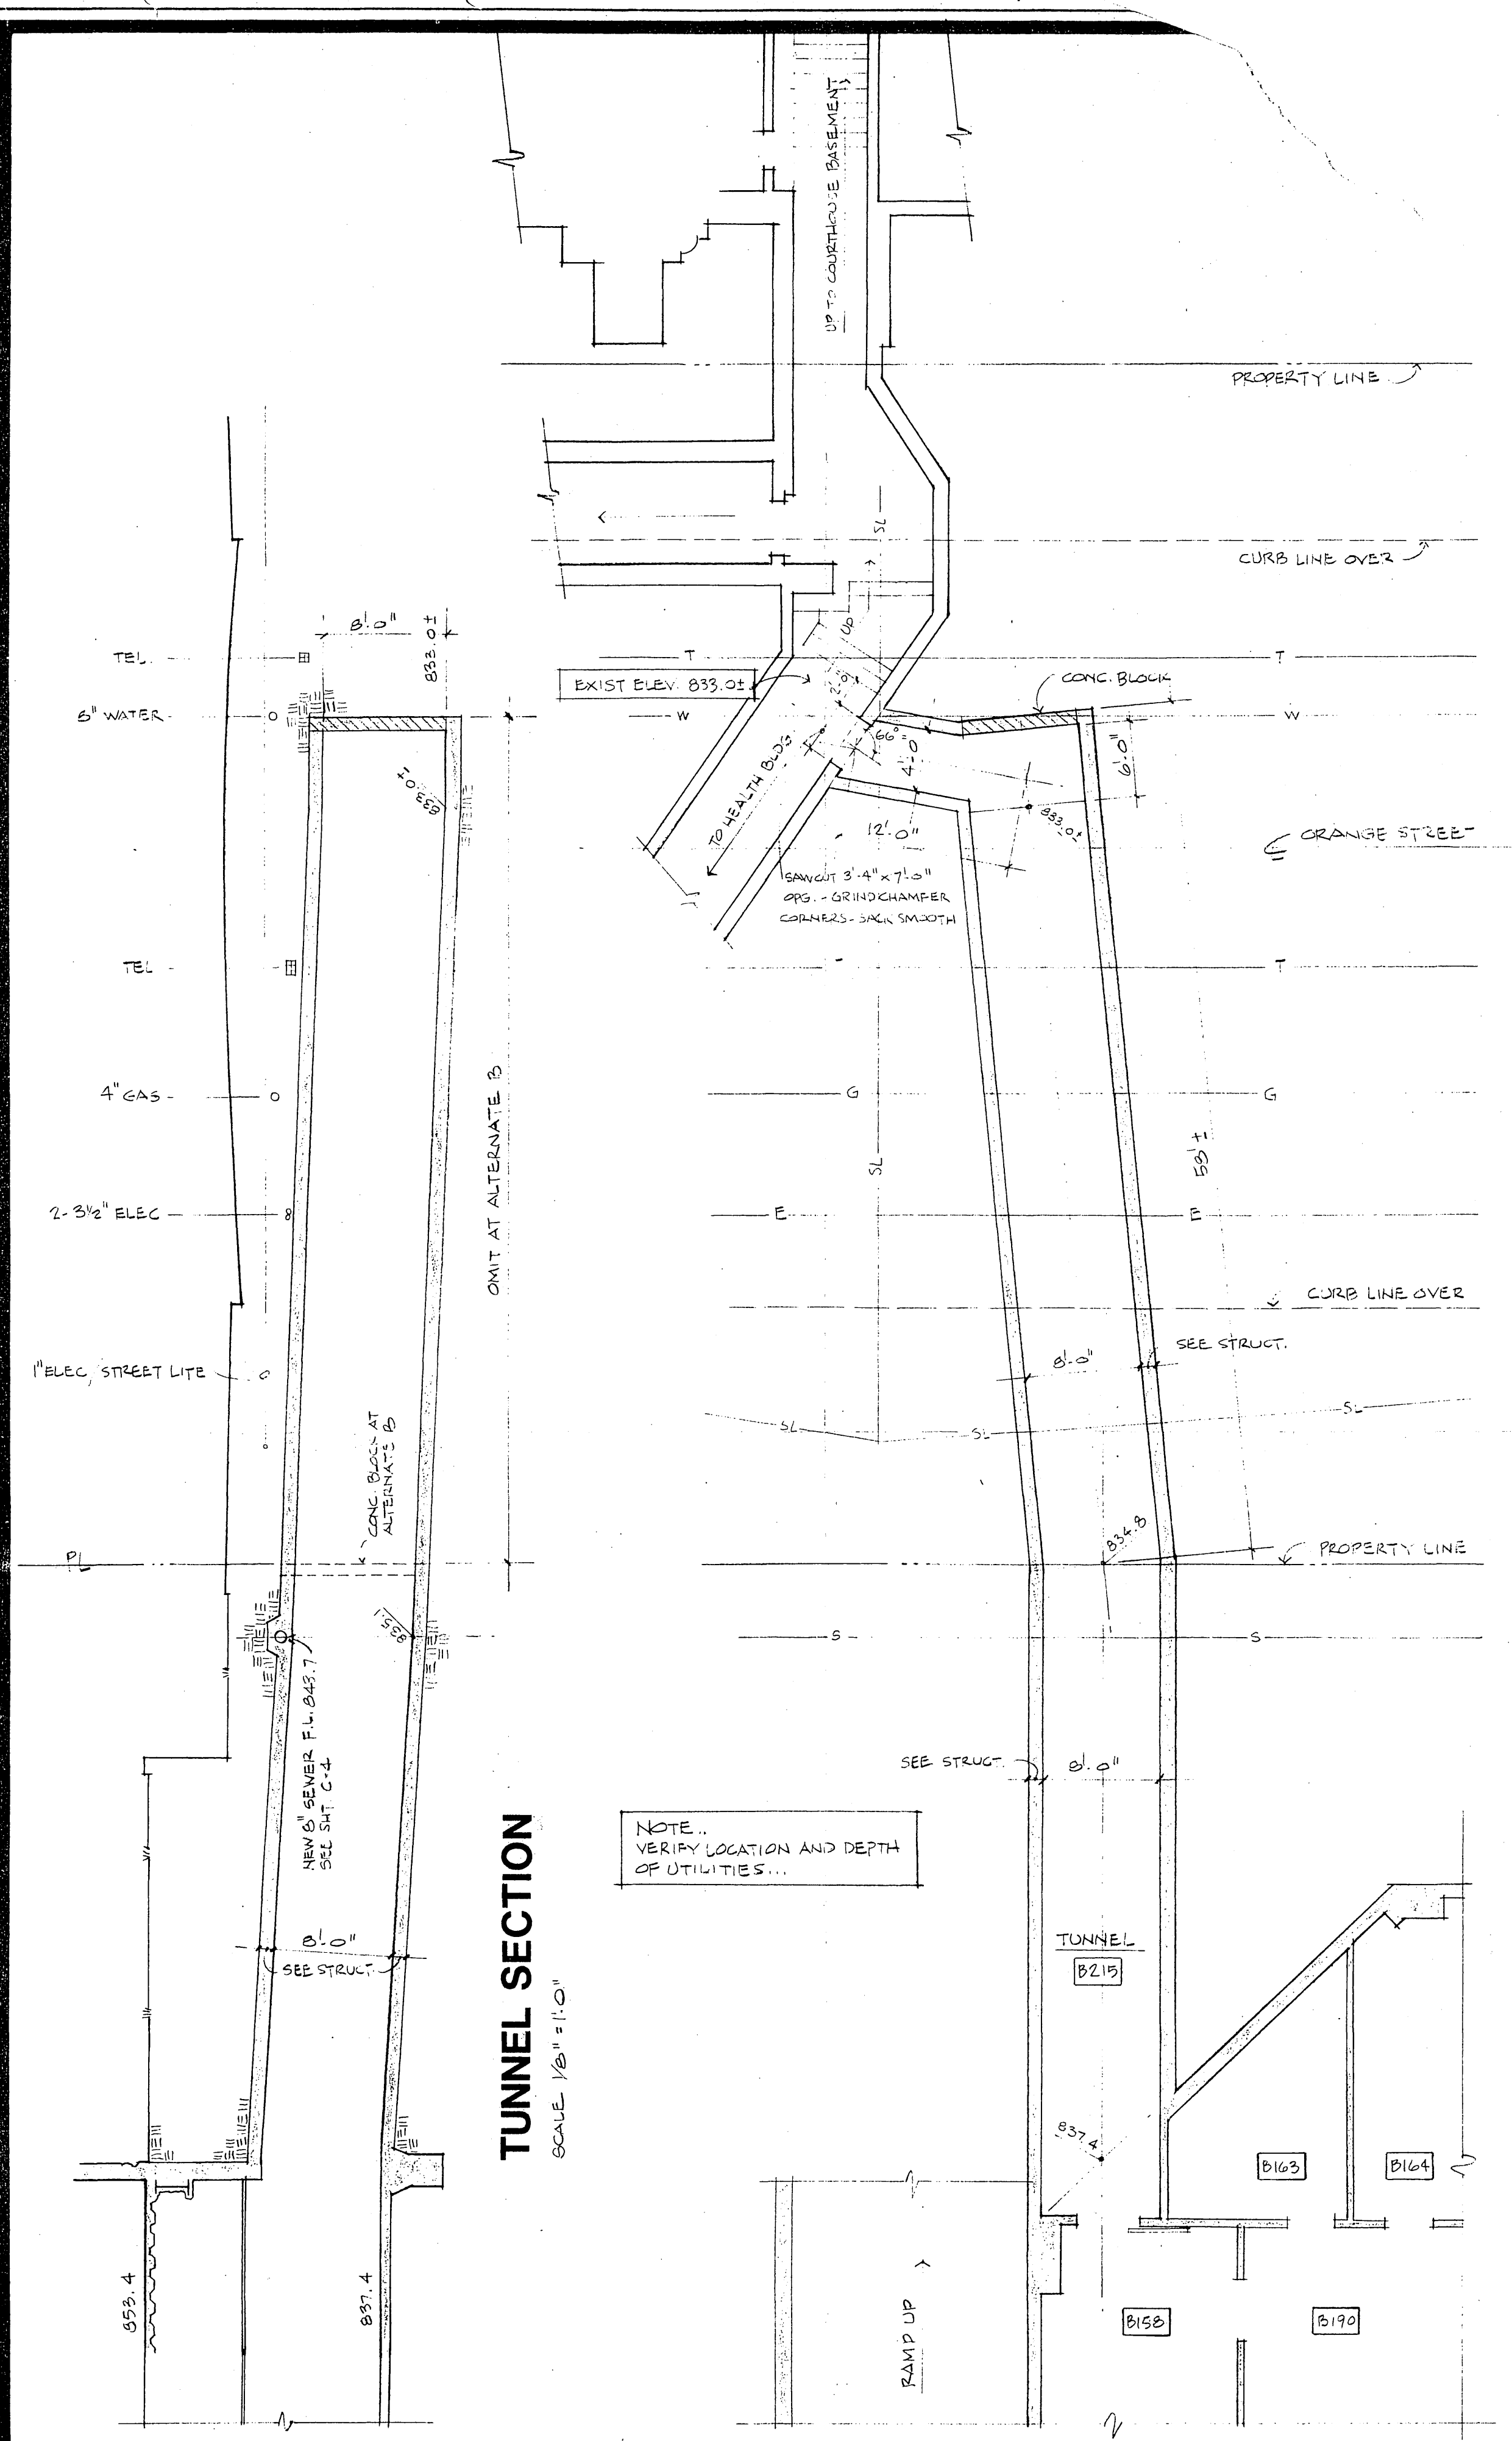 UP TO COURTHOUSE BASEMENT
PROPERTY LINE
SL
CURB LINE OVER
8'-0"
833.0±
UP
TEL.
T
T
EXIST ELEV. 833.0±
CONC. BLOCK
WATER
W
W
66°
4'-0"
6'-0"
833.0±
TO HEALTH BLDG
833.0±
12'-0"
ORANGE STREET
SAWCUT 3'-4" x 7'-0"
OPG. - GRIND CHAMFER
CORNERS - SACK SMOOTH
TEL
T
4" GAS
G
G
OMIT AT ALTERNATE B
SL
53'±
2- 3½" ELEC
E
E
CURB LINE OVER
8'-0"
SEE STRUCT.
1" ELEC, STREET LITE
CONC. BLOCK AT
ALTERNATE B
SL
SL
SL
834.8
PL
PROPERTY LINE
835.1
S
S
NEW 8" SEWER F.L. 843.7
SEE SHT. C-4
SEE STRUCT.
8'-0"
TUNNEL SECTION
SCALE 1/8" = 1'-0"
NOTE..
VERIFY LOCATION AND DEPTH
OF UTILITIES...
8'-0"
SEE STRUCT.
TUNNEL
B215
837.4
B163
B164
853.4
837.4
RAMP UP
B158
B190